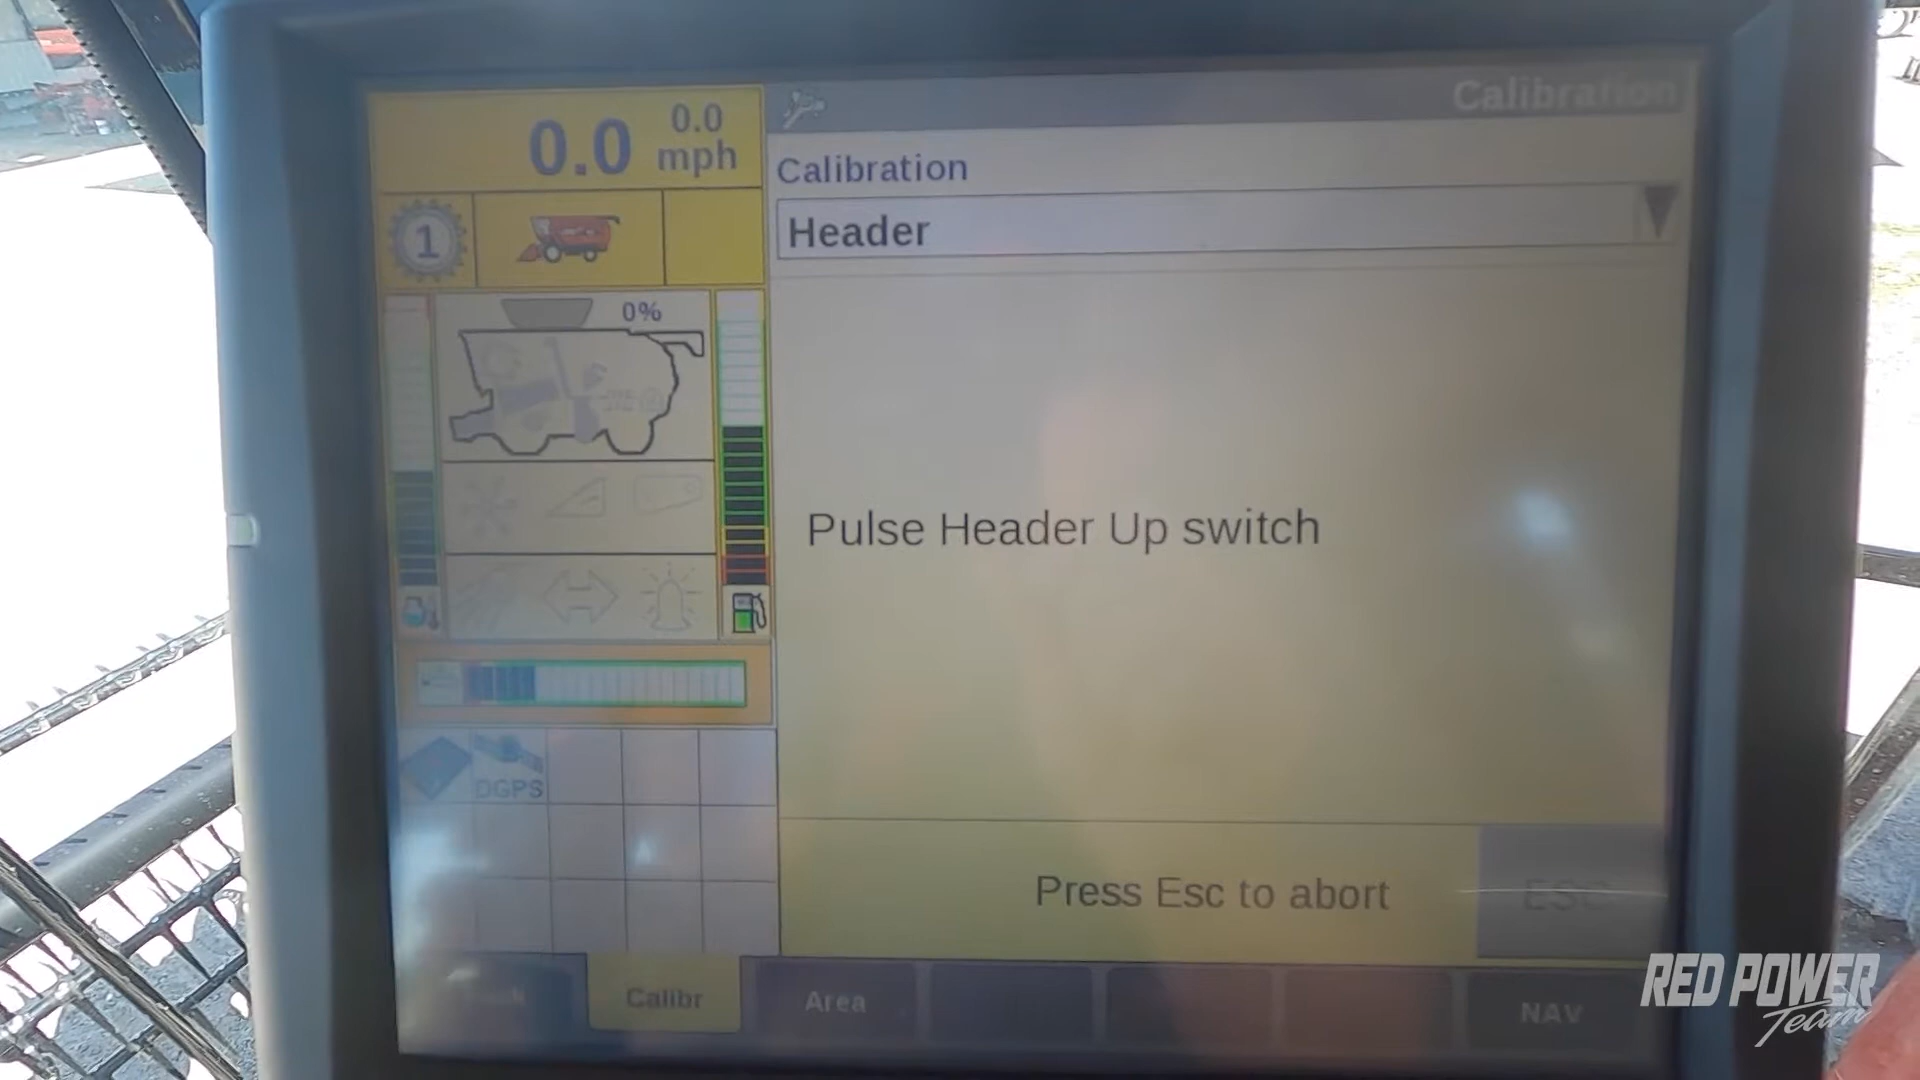 0.0
0.0
mph
1
0%
DGPS
Calibration
Calibration
Header
Pulse Header Up switch
Press Esc to abort
ESC
Calibr
Area
NAV
RED POWER
Team